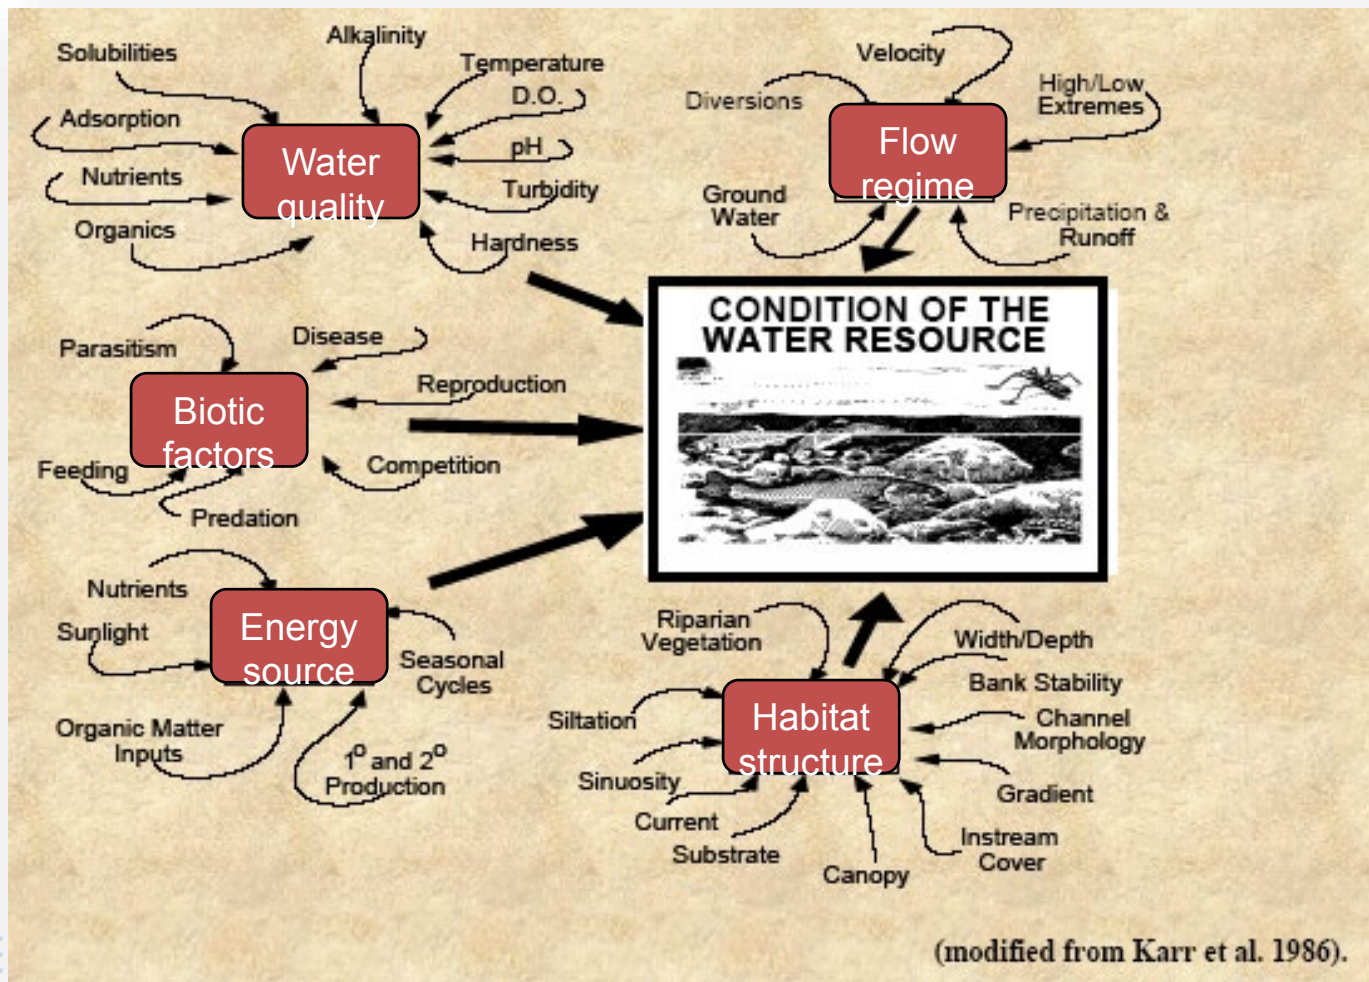 Solubilities
Alkalinity
Temperature
D.O.
Adsorption
pH
Nutrients
Turbidity
Organics
Hardness
Water
quality
Velocity
Diversions
High/Low
Extremes
Flow
regime
Ground
Water
Precipitation &
Runoff
CONDITION OF THE
WATER RESOURCE
Parasitism
Disease
Reproduction
Biotic
factors
Feeding
Competition
Predation
Nutrients
Sunlight
Energy
source
Seasonal
Cycles
Organic Matter
Inputs
1º and 2º
Production
Riparian
Vegetation
Width/Depth
Bank Stability
Siltation
Habitat
structure
Channel
Morphology
Sinuosity
Gradient
Current
Substrate
Canopy
Instream
Cover
(modified from Karr et al. 1986).